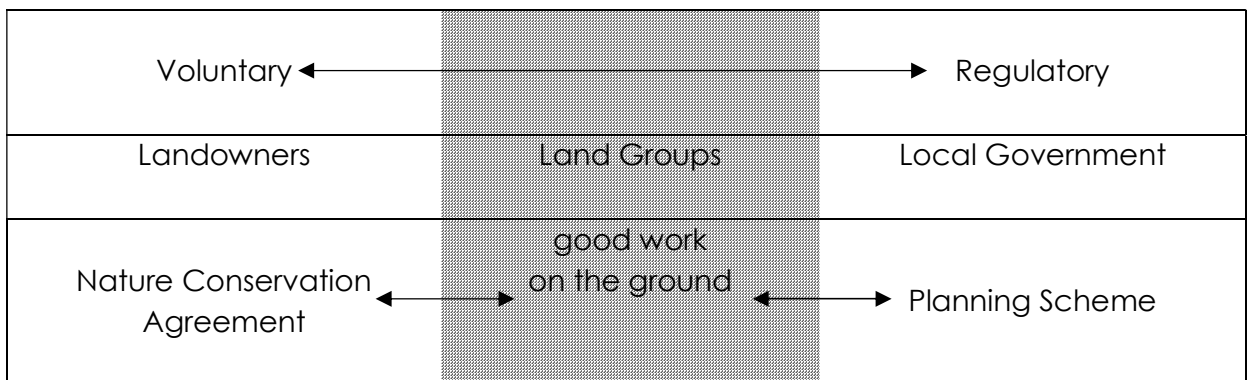 Voluntary Regulatory
Landowners Land Groups Local Government
good work
on the ground
Nature Conservation
Agreement
Planning Scheme